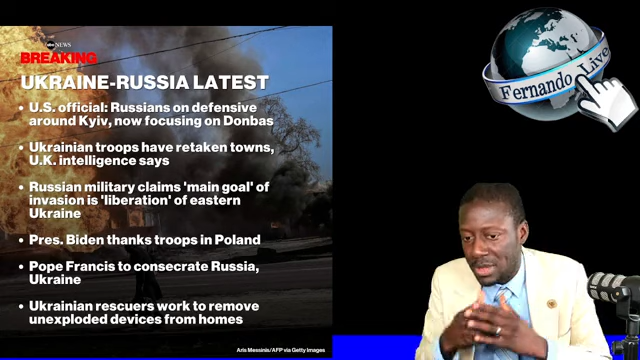 abc NEWS
BREAKING
UKRAINE-RUSSIA LATEST
• U.S. official: Russians on defensive
around Kyiv, now focusing on Donbas
• Ukrainian troops have retaken towns,
U.K. intelligence says
• Russian military claims 'main goal' of
invasion is 'liberation' of eastern
Ukraine
• Pres. Biden thanks troops in Poland
• Pope Francis to consecrate Russia,
Ukraine
• Ukrainian rescuers work to remove
unexploded devices from homes
Aris Messinis/AFP via Getty Images
Fernando Live